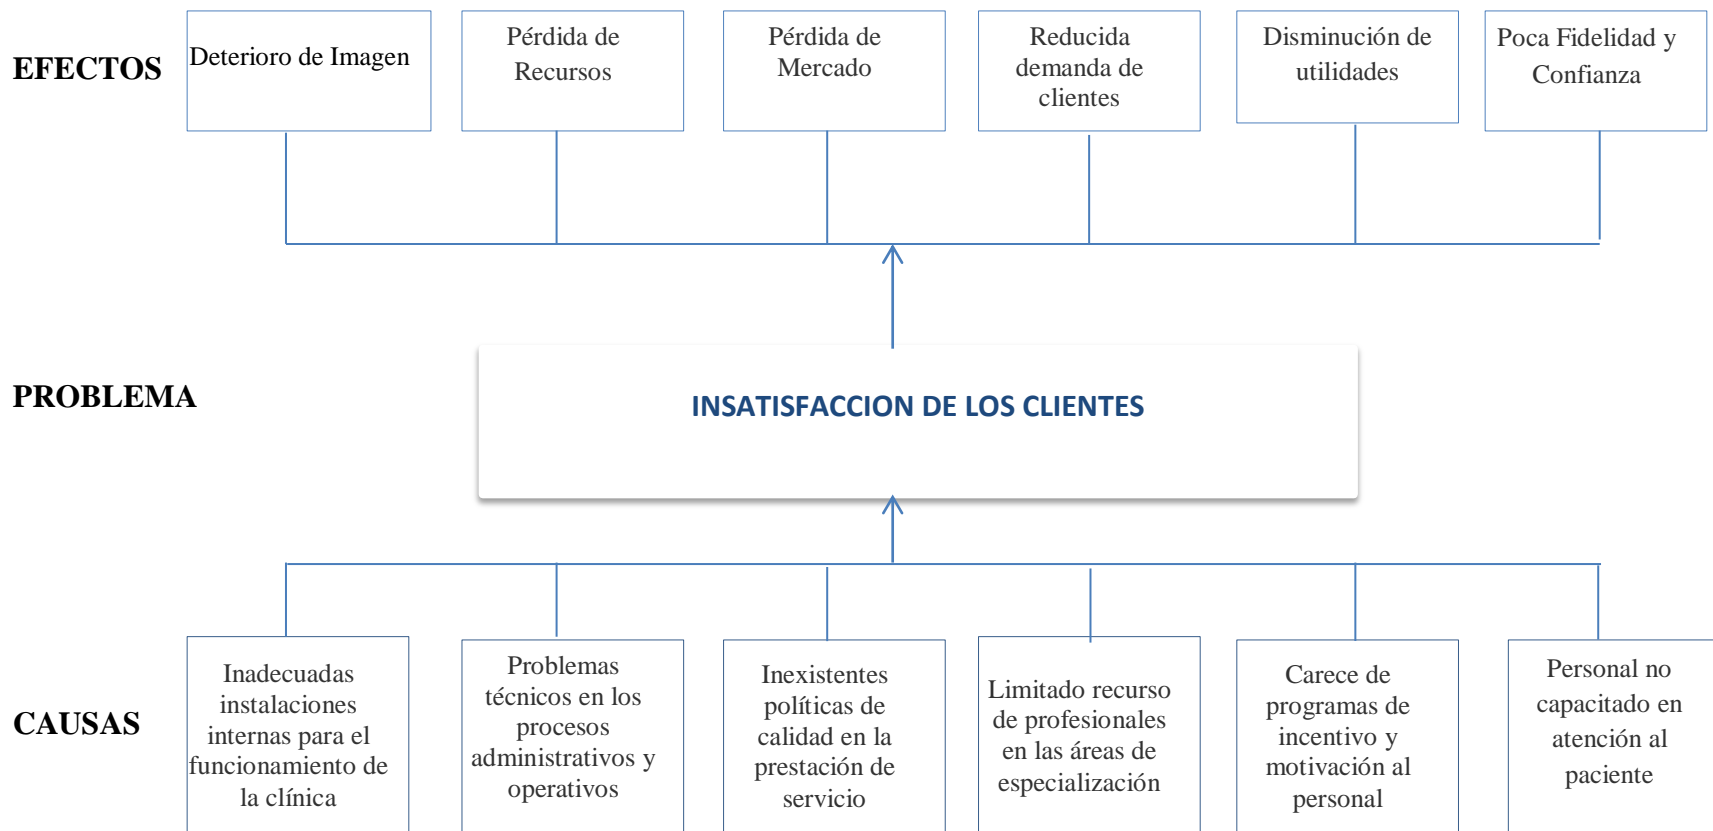 EFECTOS
Deterioro de Imagen
Pérdida de
Recursos
Pérdida de
Mercado
Reducida
demanda de
clientes
Disminución de
utilidades
Poca Fidelidad y
Confianza
PROBLEMA
INSATISFACCION DE LOS CLIENTES
CAUSAS
Inadecuadas
instalaciones
internas para el
funcionamiento de
la clínica
Problemas
técnicos en los
procesos
administrativos y
operativos
Inexistentes
políticas de
calidad en la
prestación de
servicio
Limitado recurso
de profesionales
en las áreas de
especialización
Carece de
programas de
incentivo y
motivación al
personal
Personal no
capacitado en
atención al
paciente